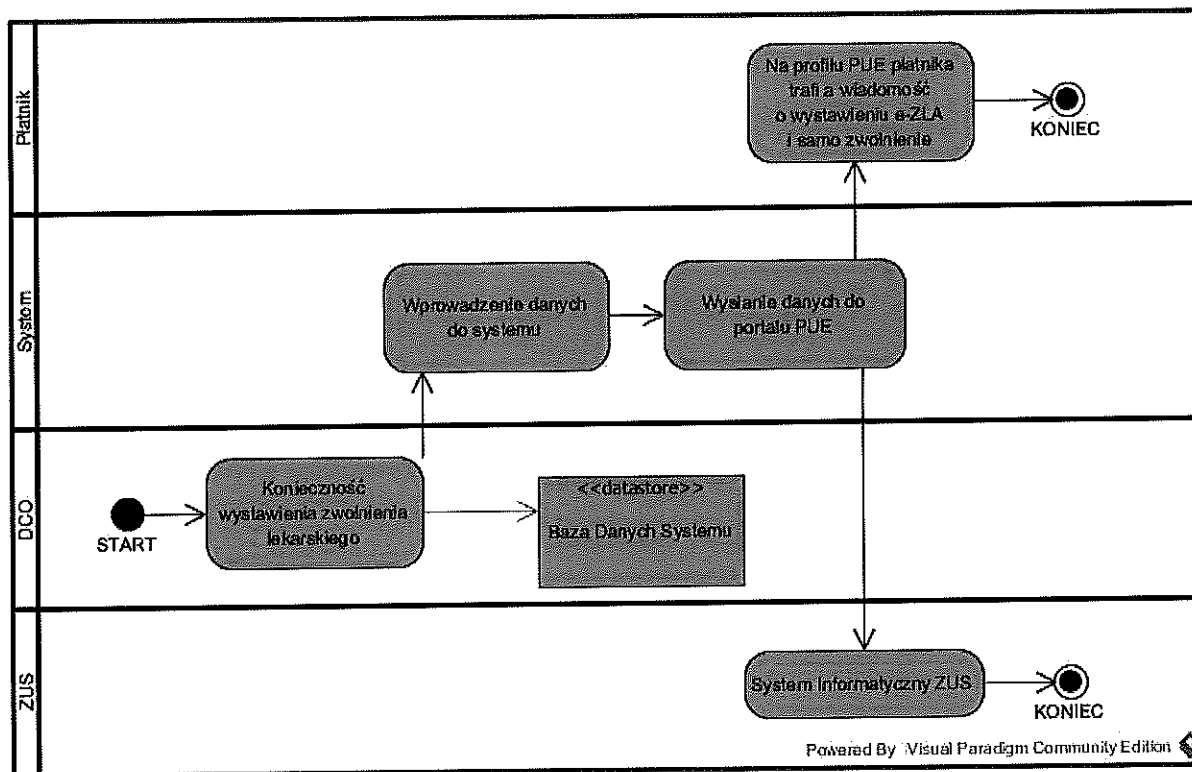 Płatnik
Na profilu PUE płatnika
trafia wiadomość
o wystawieniu e-ZLA
i samo zwolnienie
KONIEC
System
Wprowadzenie danych
do systemu
Wysłanie danych do
portalu PUE
DCO
START
Konieczność
wystawienia zwolnienia
lekarskiego
<<datastore>>
Baza Danych Systemu
ZUS
System Informatyczny ZUS
KONIEC
Powered By Visual Paradigm Community Edition